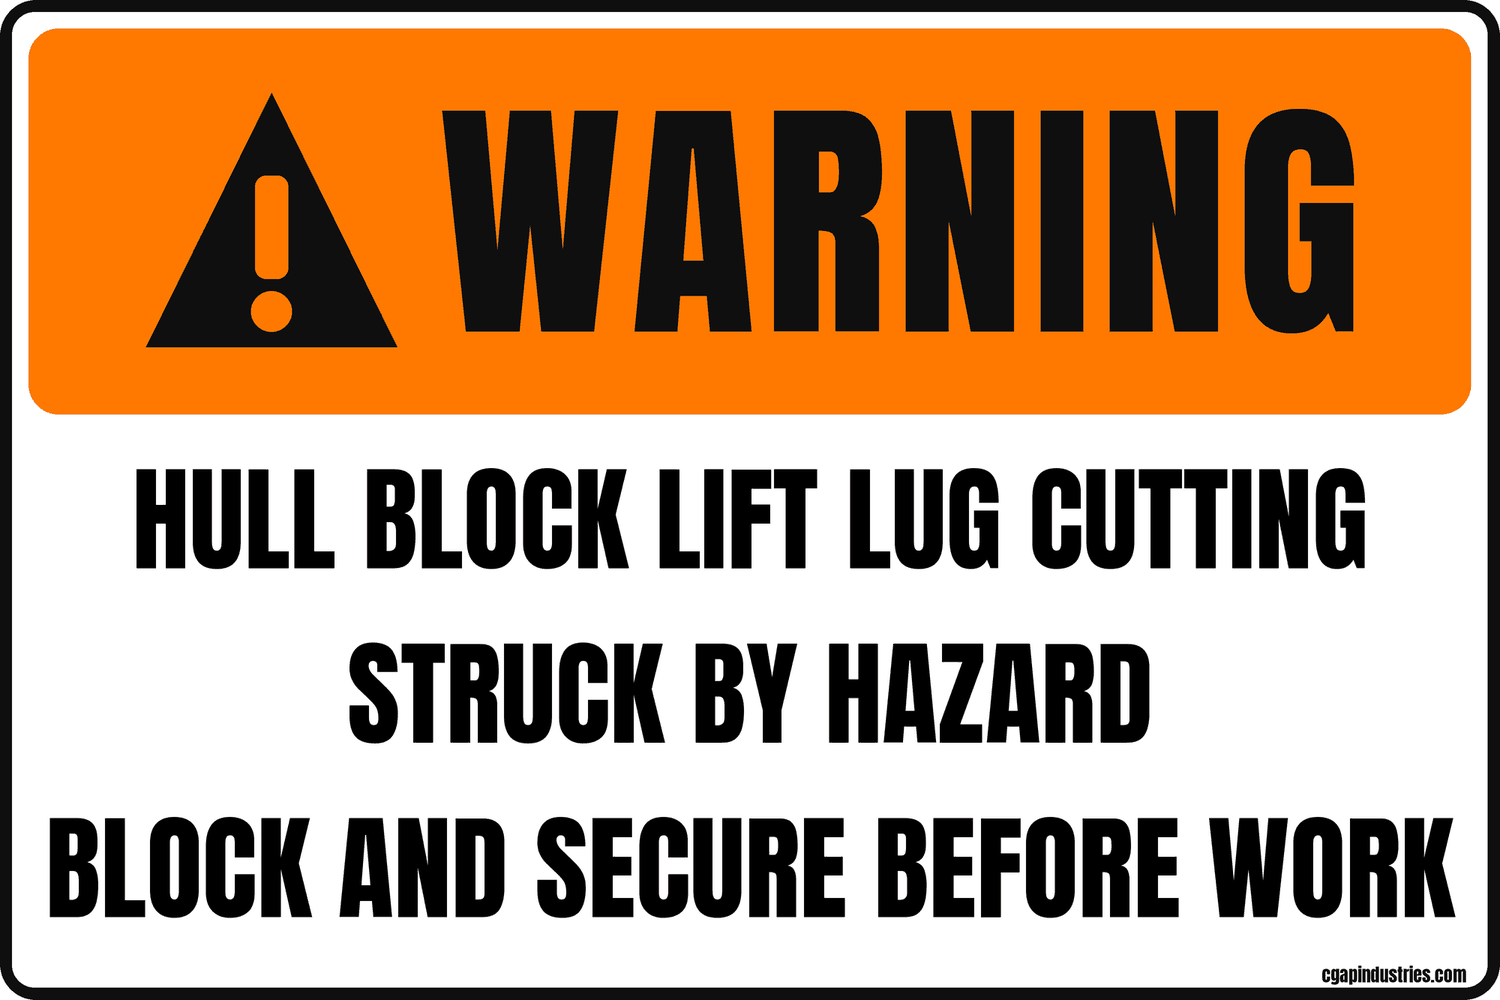 WARNING
HULL BLOCK LIFT LUG CUTTING
STRUCK BY HAZARD
BLOCK AND SECURE BEFORE WORK
cgapindustries.com